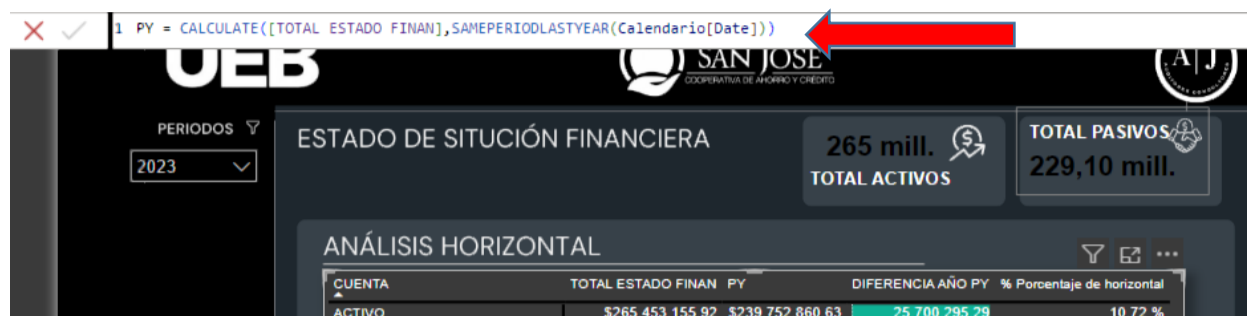 1 PY = CALCULATE([TOTAL ESTADO FINAN],SAMEPERIODLASTYEAR(Calendario[Date]))
UEB
SAN JOSE
COOPERATIVA DE AHORRO Y CRÉDITO
A|J
PERIODOS
2023
ESTADO DE SITUCIÓN FINANCIERA
265 mill.
TOTAL ACTIVOS
TOTAL PASIVOS
229,10 mill.
ANÁLISIS HORIZONTAL
CUENTA TOTAL ESTADO FINAN PY DIFERENCIA AÑO PY % Porcentaje de horizontal
ACTIVO $265.453.155,92 $239.752.860,63 25.700.295,29 10,72 %